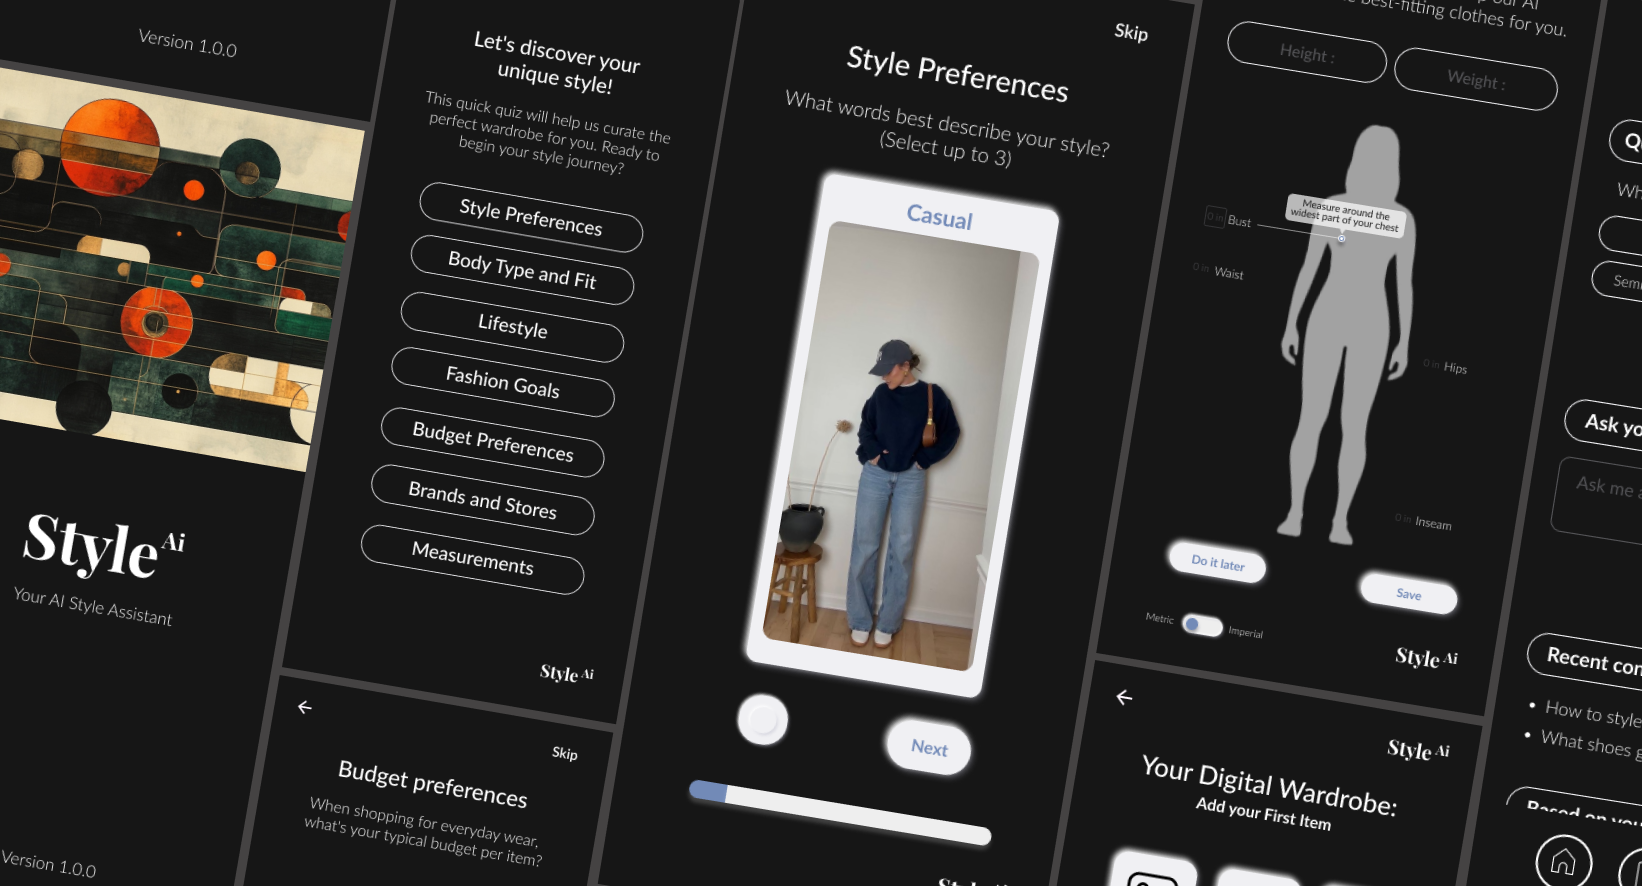 Version 1.0.0
Style Ai
Your AI Style Assistant
Version 1.0.0
Let's discover your
unique style!
This quick quiz will help us curate the
perfect wardrobe for you. Ready to
begin your style journey?
Style Preferences
Body Type and Fit
Lifestyle
Fashion Goals
Budget Preferences
Brands and Stores
Measurements
Style Ai
Skip
Budget preferences
When shopping for everyday wear,
what's your typical budget per item?
Skip
Style Preferences
What words best describe your style?
(Select up to 3)
Casual
Next
best-fitting clothes for you.
Height :
Weight :
Measure around the
widest part of your chest
0 in Bust
0 in Waist
0 in Hips
0 in Inseam
Do it later
Save
Metric
Imperial
Style Ai
Style Ai
Your Digital Wardrobe:
Add your First Item
Ask me
Recent
How to style
What shoes
Based on